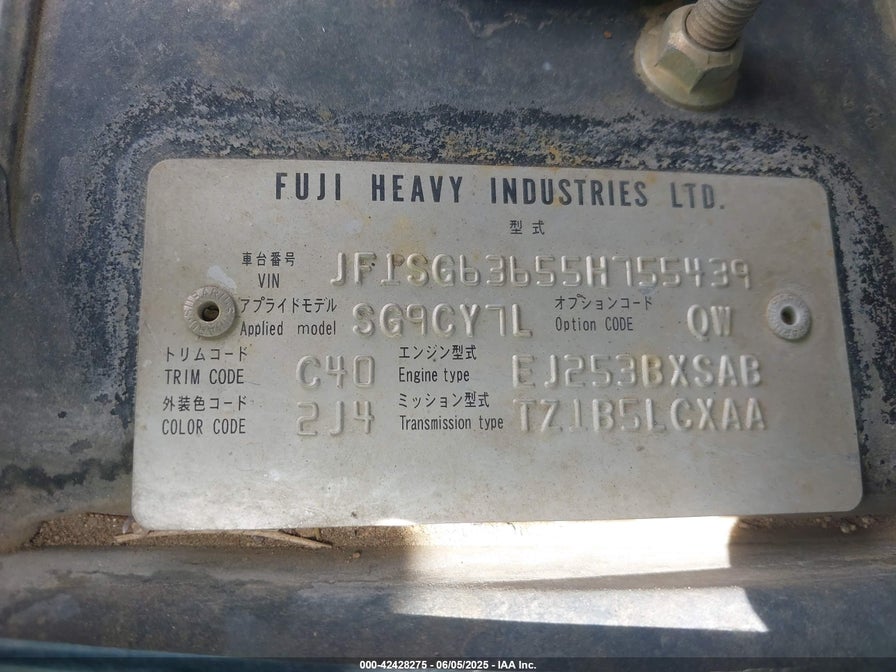 FUJI HEAVY INDUSTRIES LTD.
型式
車台番号
VIN JF1SG63655H755439
アプライドモデル オプションコード
Applied model SG9CY7L Option CODE QW
トリムコード エンジン型式
TRIM CODE C40 Engine type EJ253BXSAB
外装色コード ミッション型式
COLOR CODE 2J4 Transmission type TZ1B5LCXAA
000-42428275 | 06/05/2025 - IAA Inc.